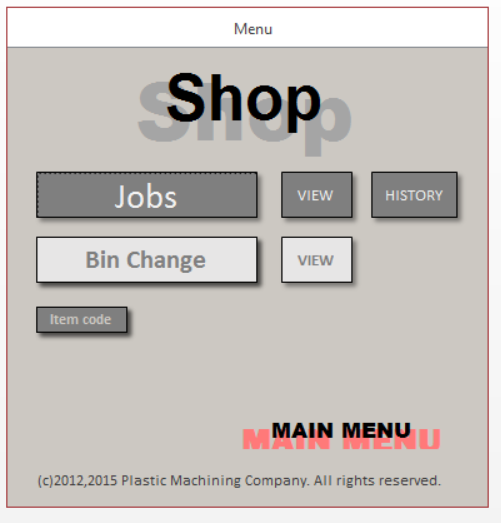 Menu
Shop
Jobs VIEW HISTORY
Bin Change VIEW
Item code
MAIN MENU
(c)2012,2015 Plastic Machining Company. All rights reserved.